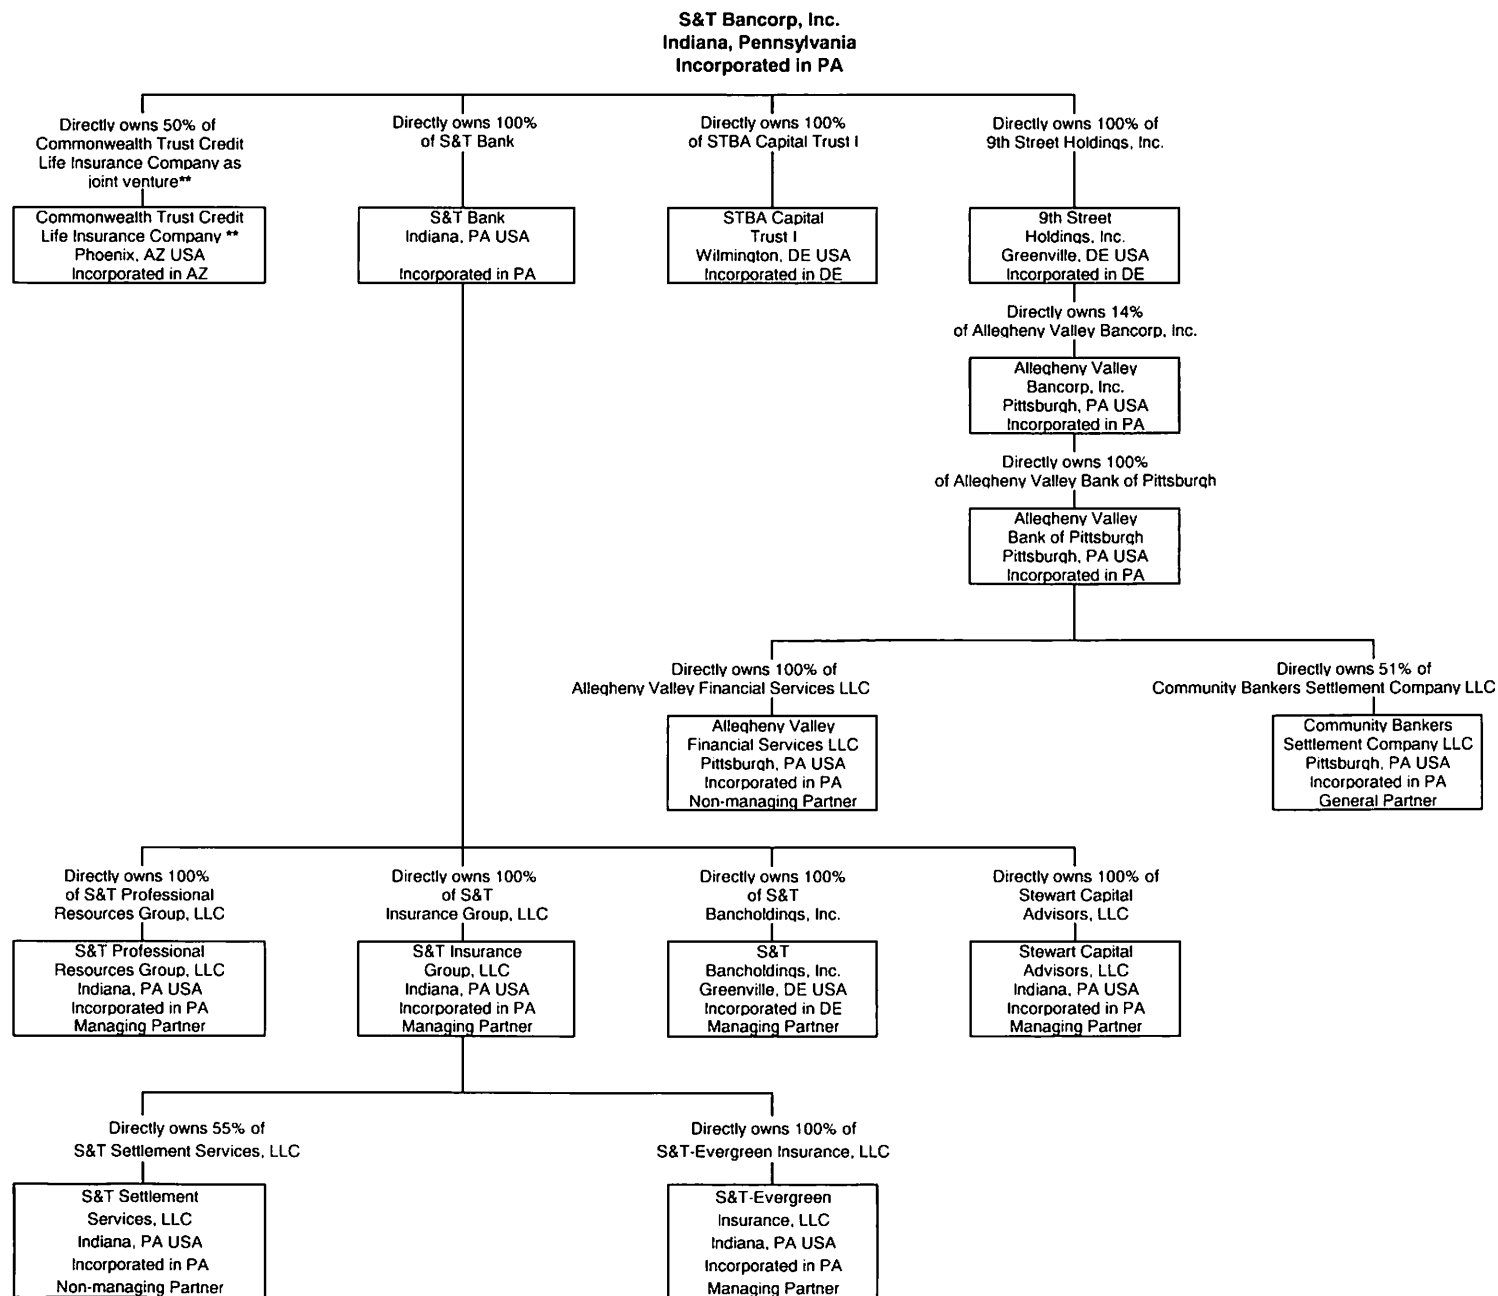 S&T Bancorp, Inc.
Indiana, Pennsylvania
Incorporated in PA
Directly owns 50% of
Commonwealth Trust Credit
Life Insurance Company as
joint venture**
Directly owns 100%
of S&T Bank
Directly owns 100%
of STBA Capital Trust I
Directly owns 100% of
9th Street Holdings, Inc.
Commonwealth Trust Credit
Life Insurance Company **
Phoenix, AZ USA
Incorporated in AZ
S&T Bank
Indiana, PA USA
Incorporated in PA
STBA Capital
Trust I
Wilmington, DE USA
Incorporated in DE
9th Street
Holdings, Inc.
Greenville, DE USA
Incorporated in DE
Directly owns 14%
of Allegheny Valley Bancorp, Inc.
Allegheny Valley
Bancorp, Inc.
Pittsburgh, PA USA
Incorporated in PA
Directly owns 100%
of Allegheny Valley Bank of Pittsburgh
Allegheny Valley
Bank of Pittsburgh
Pittsburgh, PA USA
Incorporated in PA
Directly owns 100% of
Allegheny Valley Financial Services LLC
Directly owns 51% of
Community Bankers Settlement Company LLC
Allegheny Valley
Financial Services LLC
Pittsburgh, PA USA
Incorporated in PA
Non-managing Partner
Community Bankers
Settlement Company LLC
Pittsburgh, PA USA
Incorporated in PA
General Partner
Directly owns 100%
of S&T Professional
Resources Group, LLC
Directly owns 100%
of S&T
Insurance Group, LLC
Directly owns 100%
of S&T
Bancholdings, Inc.
Directly owns 100% of
Stewart Capital
Advisors, LLC
S&T Professional
Resources Group, LLC
Indiana, PA USA
Incorporated in PA
Managing Partner
S&T Insurance
Group, LLC
Indiana, PA USA
Incorporated in PA
Managing Partner
S&T
Bancholdings, Inc.
Greenville, DE USA
Incorporated in DE
Managing Partner
Stewart Capital
Advisors, LLC
Indiana, PA USA
Incorporated in PA
Managing Partner
Directly owns 55% of
S&T Settlement Services, LLC
Directly owns 100% of
S&T-Evergreen Insurance, LLC
S&T Settlement
Services, LLC
Indiana, PA USA
Incorporated in PA
Non-managing Partner
S&T-Evergreen
Insurance, LLC
Indiana, PA USA
Incorporated in PA
Managing Partner